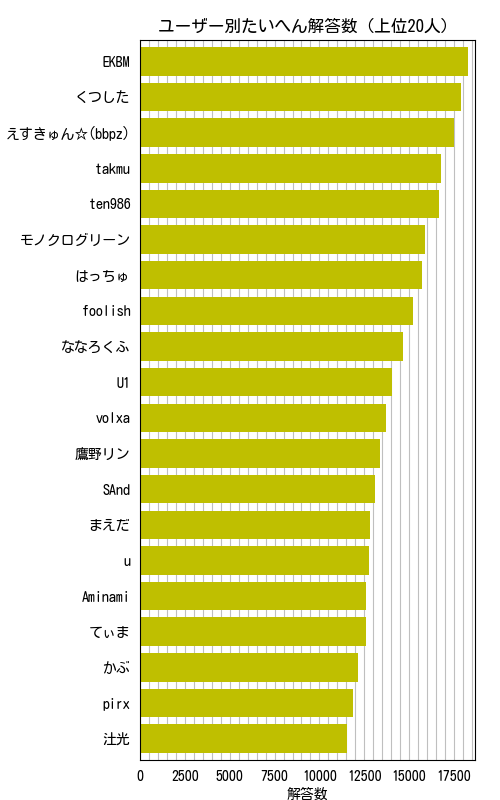 ユーザー別たいへん解答数 (上位20人)
EKBM
くつした
えすきゅん☆(bbpz)
takmu
ten986
モノクログリーン
はっちゅ
foolish
ななろくふ
U1
volxa
鷹野リン
SAnd
まえだ
u
Aminami
てぃま
かぶ
pirx
注光
0 2500 5000 7500 10000 12500 15000 17500
解答数